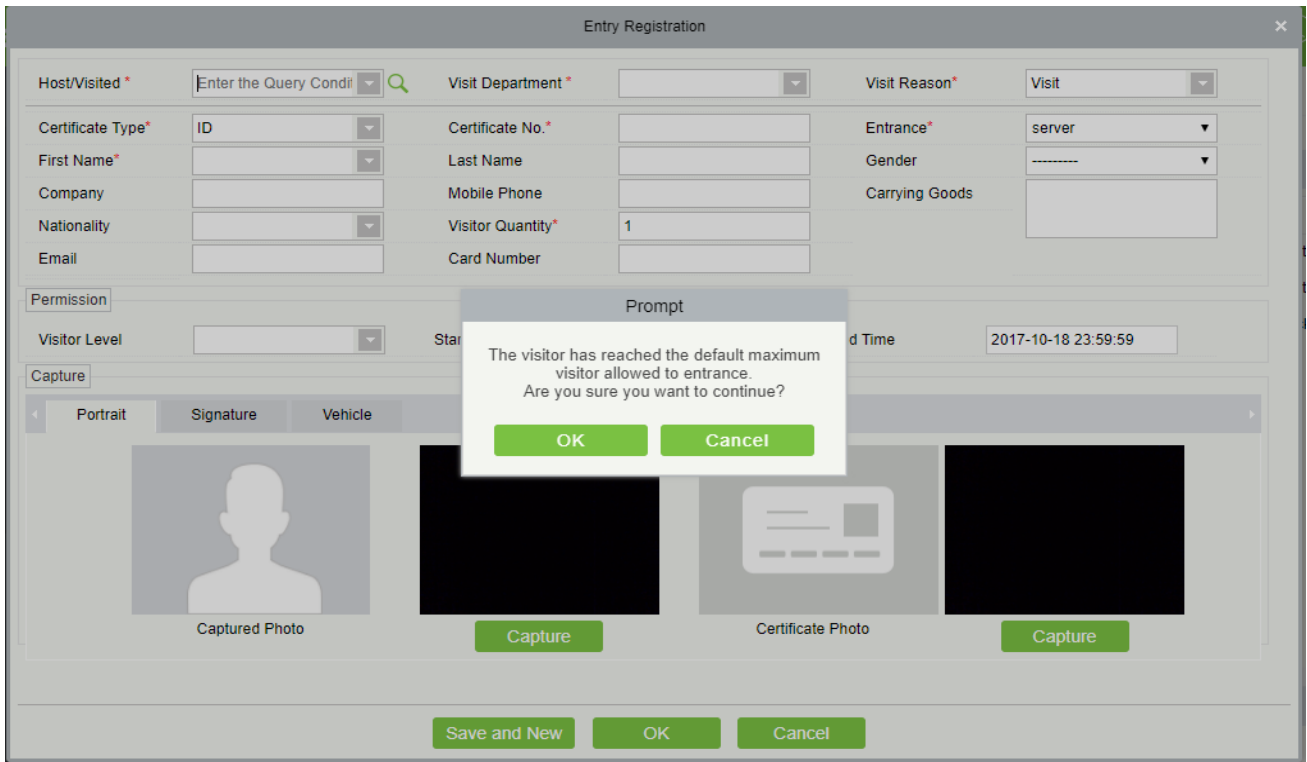 Entry Registration ×
Host/Visited * Enter the Query Condit Visit Department * Visit Reason* Visit
Certificate Type* ID Certificate No.* Entrance* server
First Name* Last Name Gender ---------
Company Mobile Phone Carrying Goods
Nationality Visitor Quantity* 1
Email Card Number
Permission
Visitor Level Star d Time 2017-10-18 23:59:59
Prompt
The visitor has reached the default maximum
visitor allowed to entrance.
Are you sure you want to continue?
OK Cancel
Capture
Portrait Signature Vehicle
Captured Photo Capture Certificate Photo Capture
Save and New OK Cancel